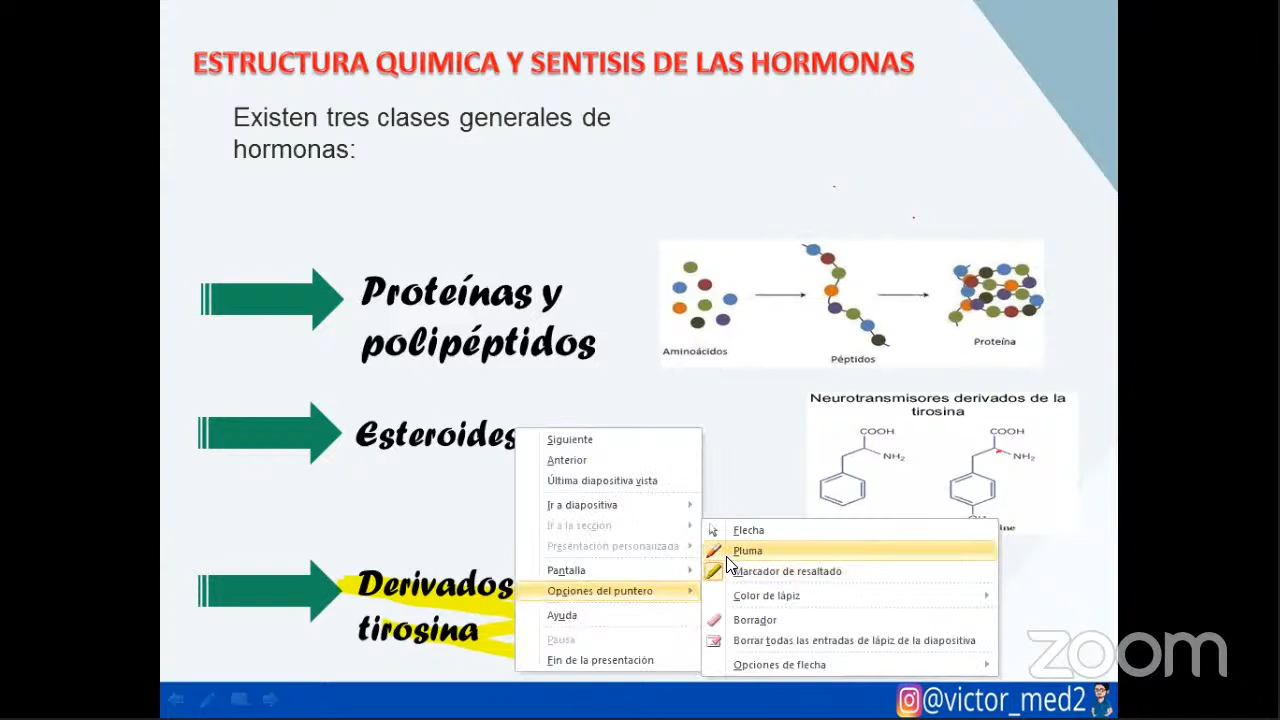 ESTRUCTURA QUIMICA Y SENTISIS DE LAS HORMONAS
Existen tres clases generales de
hormonas:
Proteínas y
polipéptidos
Aminoácidos
Péptidos
Proteína
Esteroides
Neurotransmisores derivados de la
tirosina
COOH
NH2
COOH
NH2
Derivados
tirosina
Siguiente
Anterior
Última diapositiva vista
Ir a diapositiva
Ir a la sección
Presentación personalizada
Pantalla
Opciones del puntero
Ayuda
Pausa
Fin de la presentación
Flecha
Pluma
Marcador de resaltado
Color de lápiz
Borrador
Borrar todas las entradas de lápiz de la diapositiva
Opciones de flecha
zoom
@victor_med2